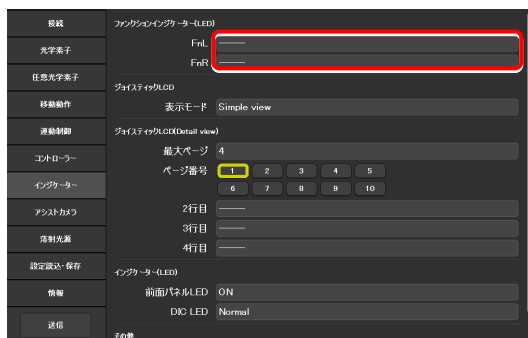 接続
光学素子
任意光学素子
移動動作
連動制御
コントローラー
インジケーター
アシストカメラ
落射光源
設定読込・保存
情報
送信
ファンクションインジケーター(LED)
FnL ――
FnR ――
ジョイスティックLCD
表示モード Simple view
ジョイスティックLCD(Detail view)
最大ページ 4
ページ番号 1 2 3 4 5
6 7 8 9 10
2行目 ――
3行目 ――
4行目 ――
インジケーター(LED)
前面パネルLED ON
DIC LED Normal
その他